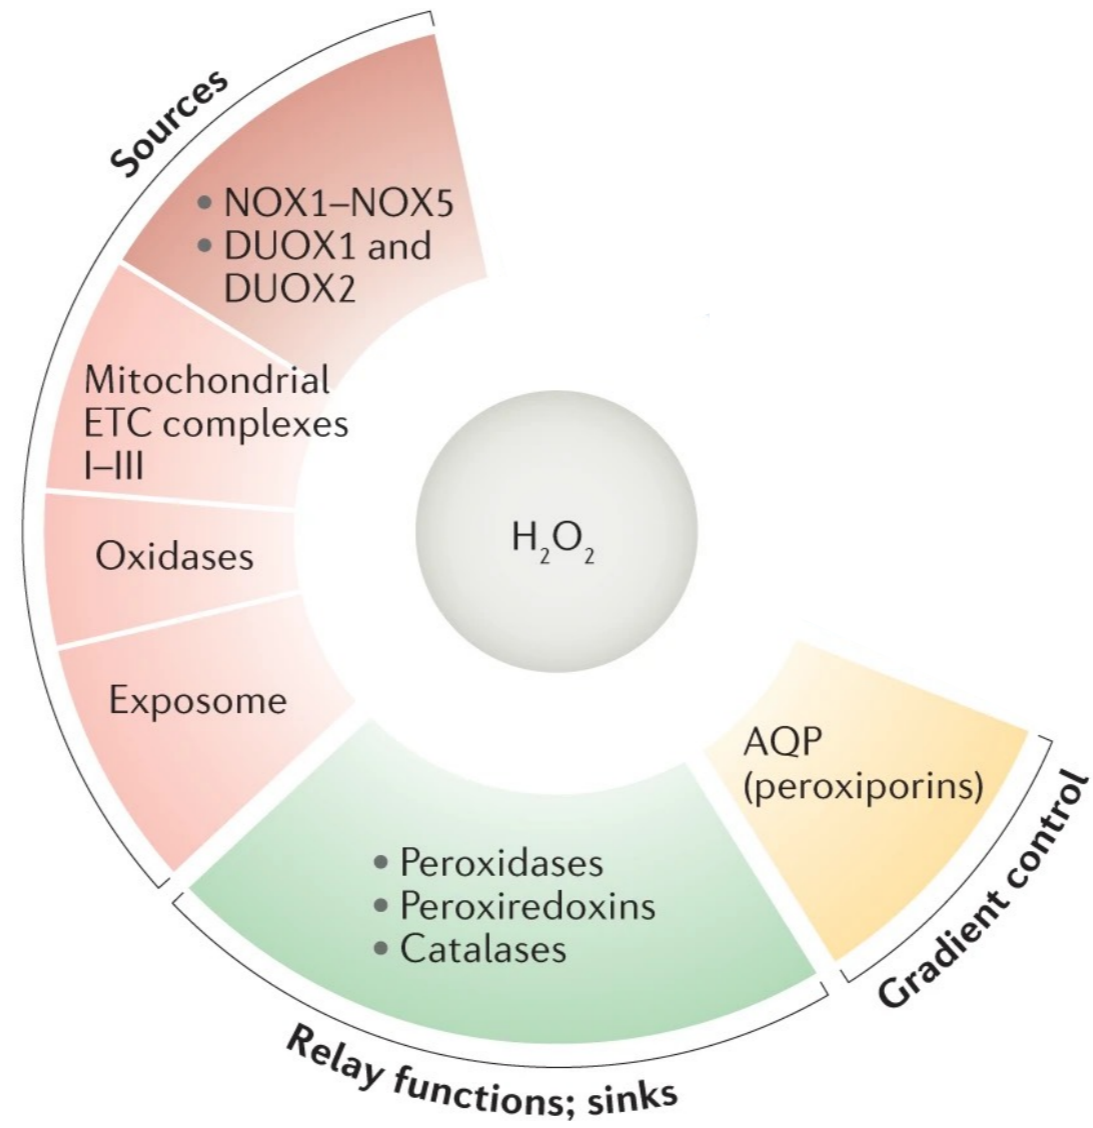 Sources
• NOX1–NOX5
• DUOX1 and
DUOX2
Mitochondrial
ETC complexes
I–III
Oxidases
Exposome
H₂O₂
AQP
(peroxiporins)
Gradient control
• Peroxidases
• Peroxiredoxins
• Catalases
Relay functions; sinks